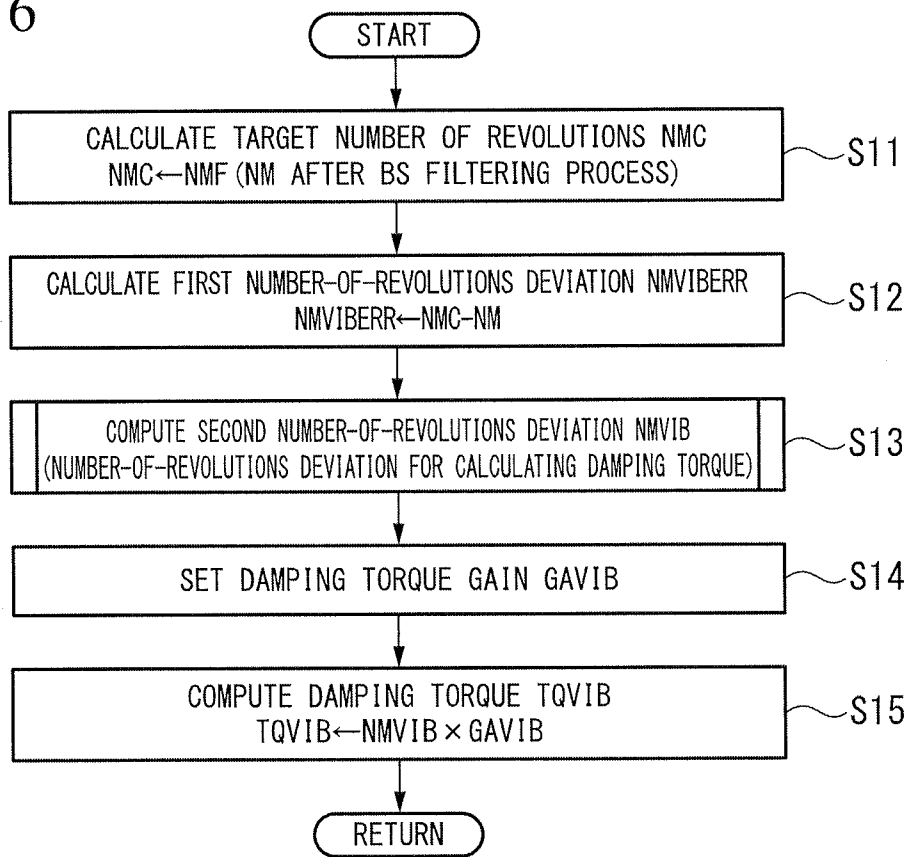 6
START
CALCULATE TARGET NUMBER OF REVOLUTIONS NMC
NMC←NMF(NM AFTER BS FILTERING PROCESS)
S11
CALCULATE FIRST NUMBER-OF-REVOLUTIONS DEVIATION NMVIBERR
NMVIBERR←NMC-NM
S12
COMPUTE SECOND NUMBER-OF-REVOLUTIONS DEVIATION NMVIB
(NUMBER-OF-REVOLUTIONS DEVIATION FOR CALCULATING DAMPING TORQUE)
S13
SET DAMPING TORQUE GAIN GAVIB
S14
COMPUTE DAMPING TORQUE TQVIB
TQVIB←NMVIB×GAVIB
S15
RETURN